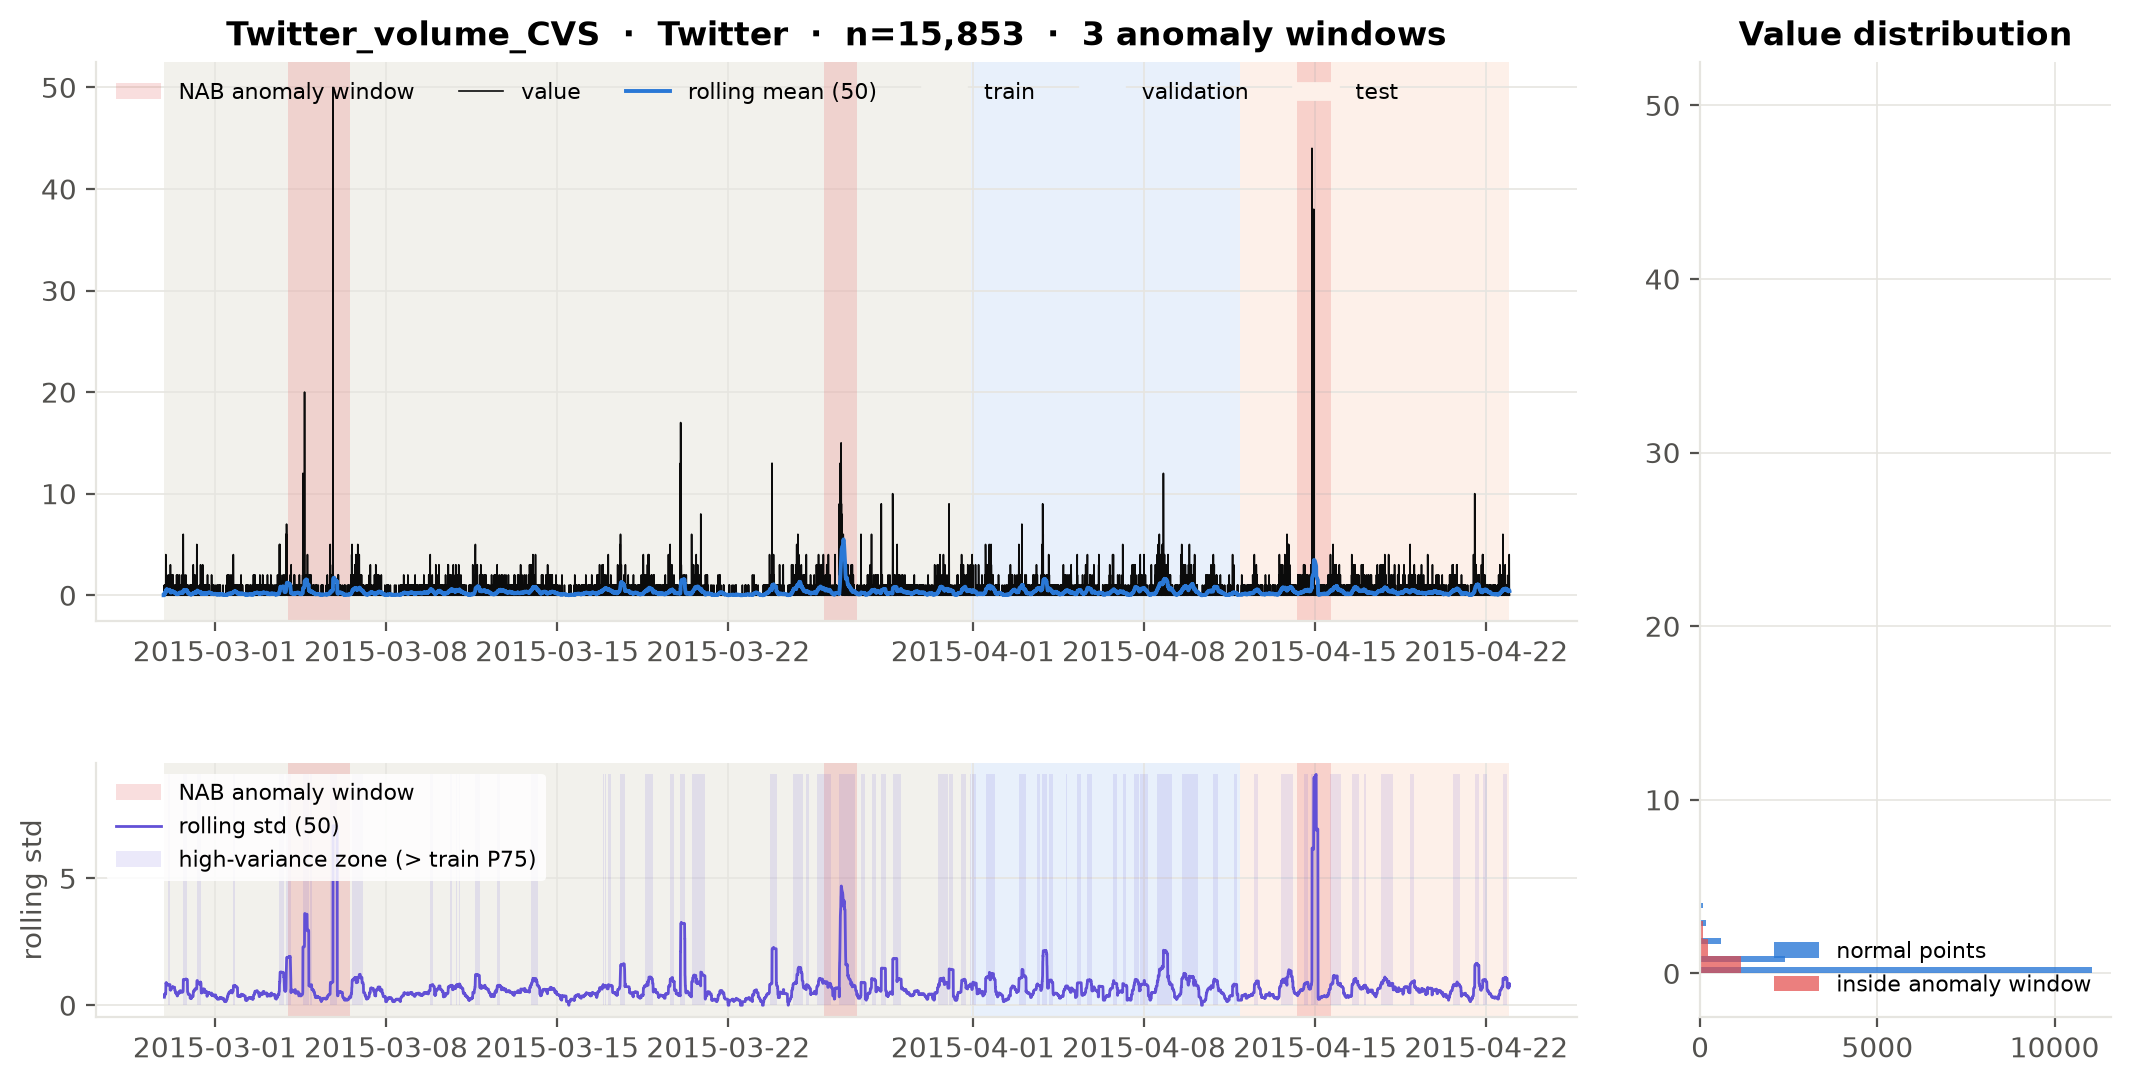 Twitter_volume_CVS · Twitter · n=15,853 · 3 anomaly windows
Value distribution
NAB anomaly window
value
rolling mean (50)
train
validation
test
50
40
30
20
10
0
2015-03-01
2015-03-08
2015-03-15
2015-03-22
2015-04-01
2015-04-08
2015-04-15
2015-04-22
rolling std
5
0
NAB anomaly window
rolling std (50)
high-variance zone (> train P75)
2015-03-01
2015-03-08
2015-03-15
2015-03-22
2015-04-01
2015-04-08
2015-04-15
2015-04-22
50
40
30
20
10
0
normal points
inside anomaly window
0
5000
10000